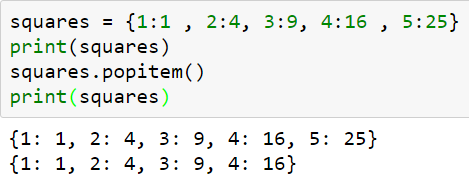 squares = {1:1 , 2:4, 3:9, 4:16 , 5:25}
print(squares)
squares.popitem()
print(squares)
{1: 1, 2: 4, 3: 9, 4: 16, 5: 25}
{1: 1, 2: 4, 3: 9, 4: 16}